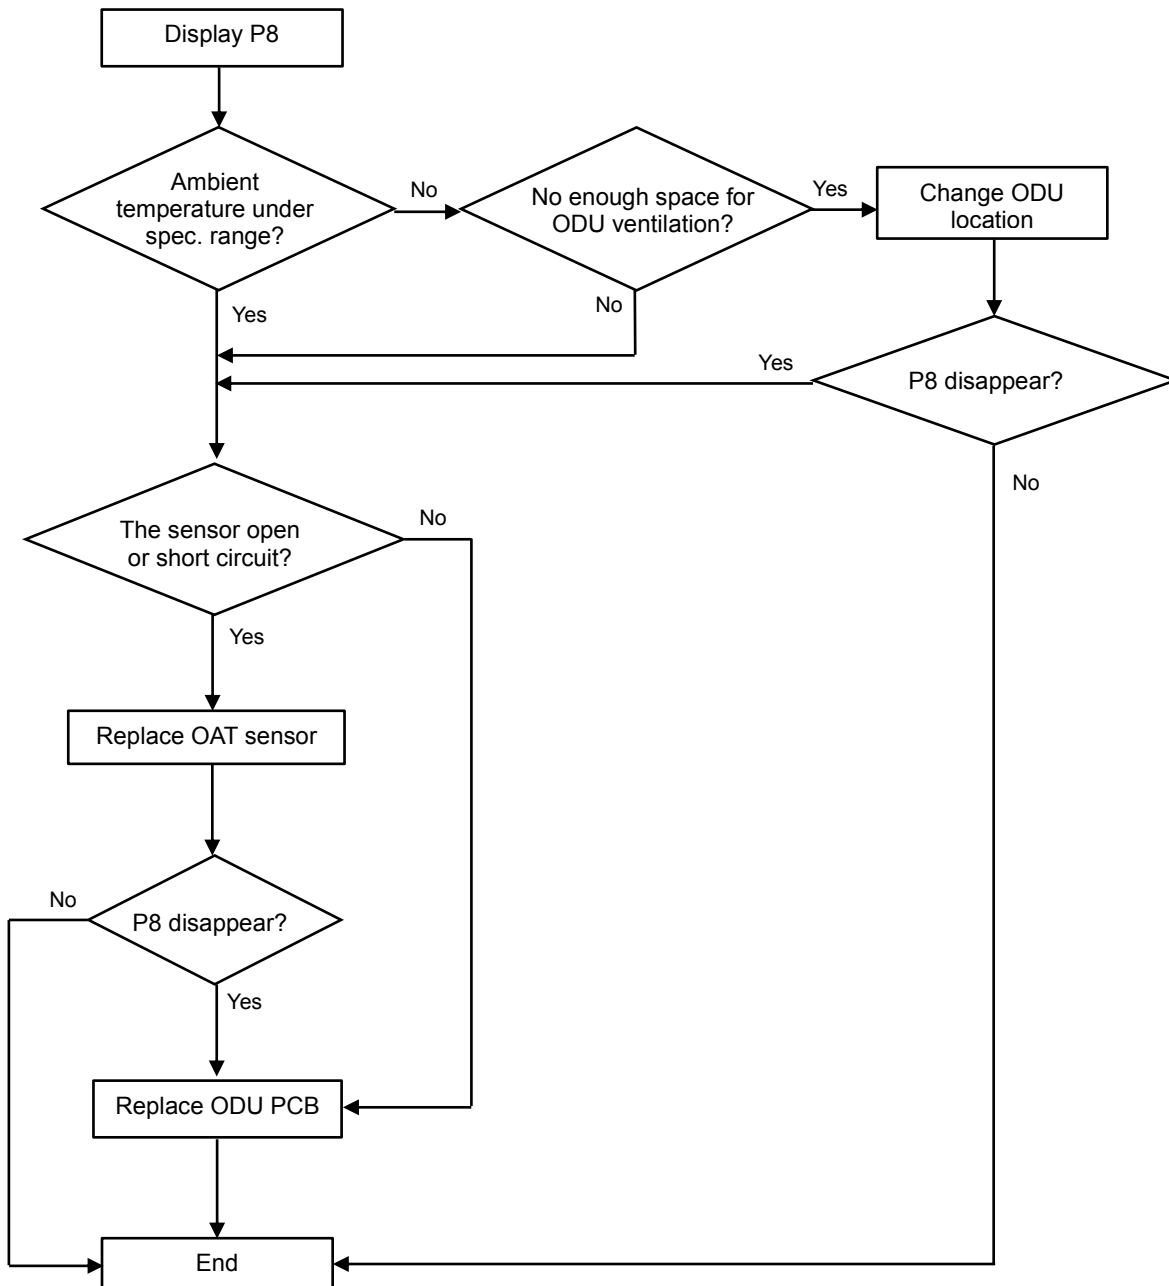 Display P8
Ambient
temperature under
spec. range?
No
No enough space for
ODU ventilation?
Yes
Change ODU
location
Yes
No
Yes
P8 disappear?
No
The sensor open
or short circuit?
No
Yes
Replace OAT sensor
No
P8 disappear?
Yes
Replace ODU PCB
End